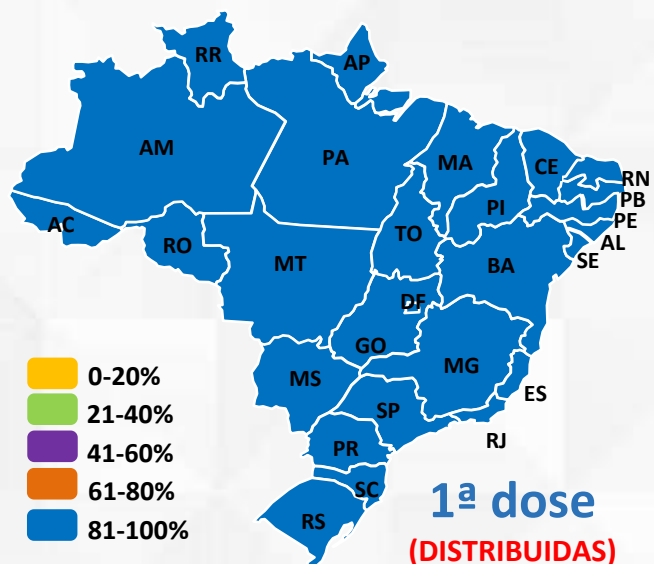 RR
AP
AM
PA
MA
CE
RN
PB
PI
PE
AC
TO
AL
RO
SE
MT
BA
DF
GO
MG
MS
ES
SP
RJ
PR
SC
RS
0-20%
21-40%
41-60%
61-80%
81-100%
1ª dose
(DISTRIBUIDAS)